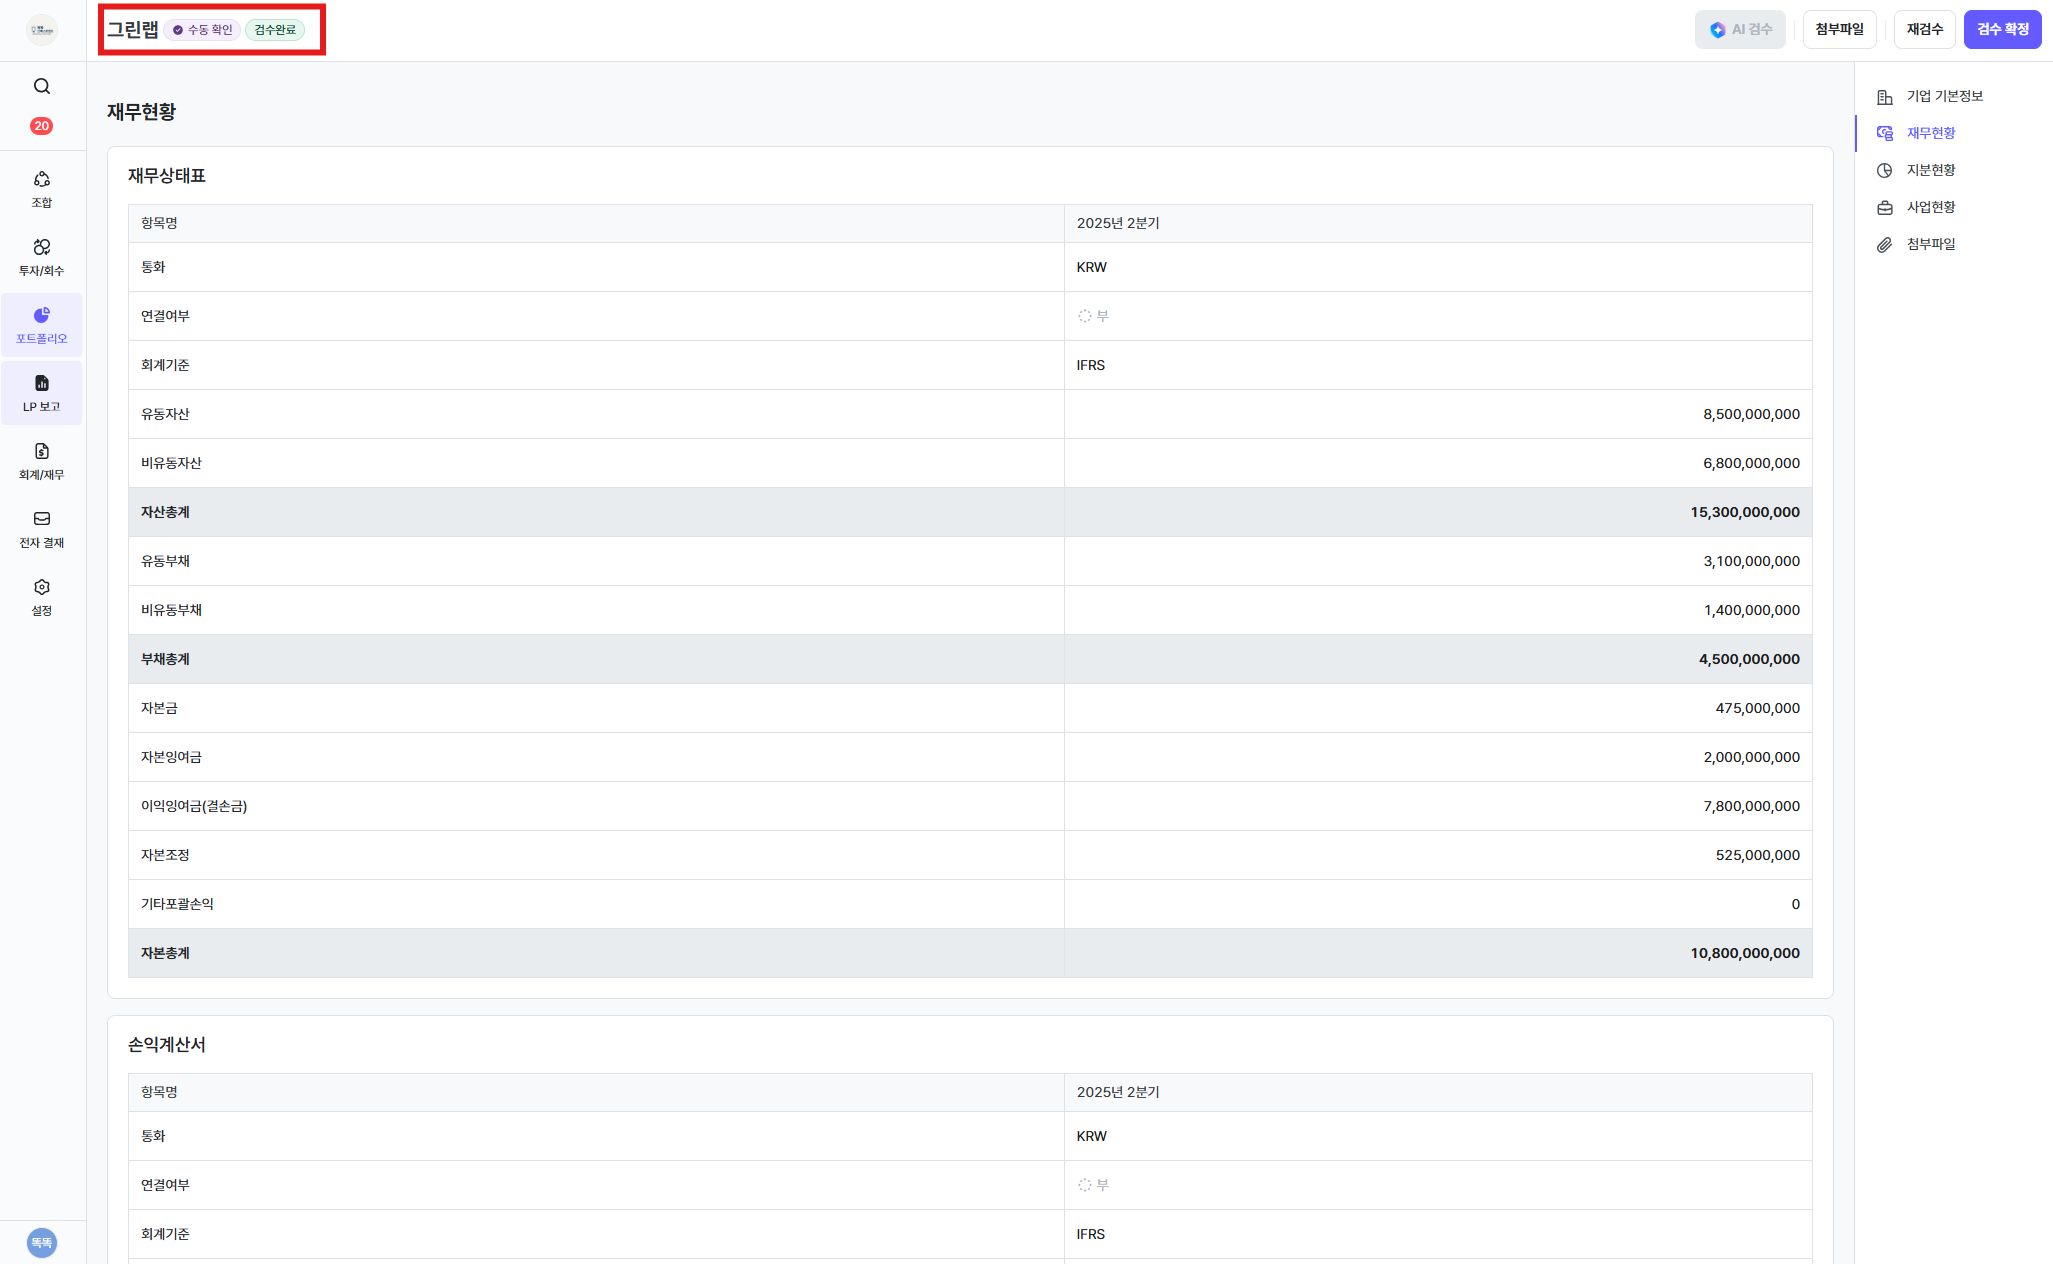 그린랩 수동 확인 검수완료
AI 검수 첨부파일 재검수 검수 확정
20
조합
투자/회수
포트폴리오
LP 보고
회계/재무
전자 결재
설정
똑똑
재무현황
재무상태표
항목명 2025년 2분기
통화 KRW
연결여부 부
회계기준 IFRS
유동자산 8,500,000,000
비유동자산 6,800,000,000
자산총계 15,300,000,000
유동부채 3,100,000,000
비유동부채 1,400,000,000
부채총계 4,500,000,000
자본금 475,000,000
자본잉여금 2,000,000,000
이익잉여금(결손금) 7,800,000,000
자본조정 525,000,000
기타포괄손익 0
자본총계 10,800,000,000
손익계산서
항목명 2025년 2분기
통화 KRW
연결여부 부
회계기준 IFRS
기업 기본정보
재무현황
지분현황
사업현황
첨부파일